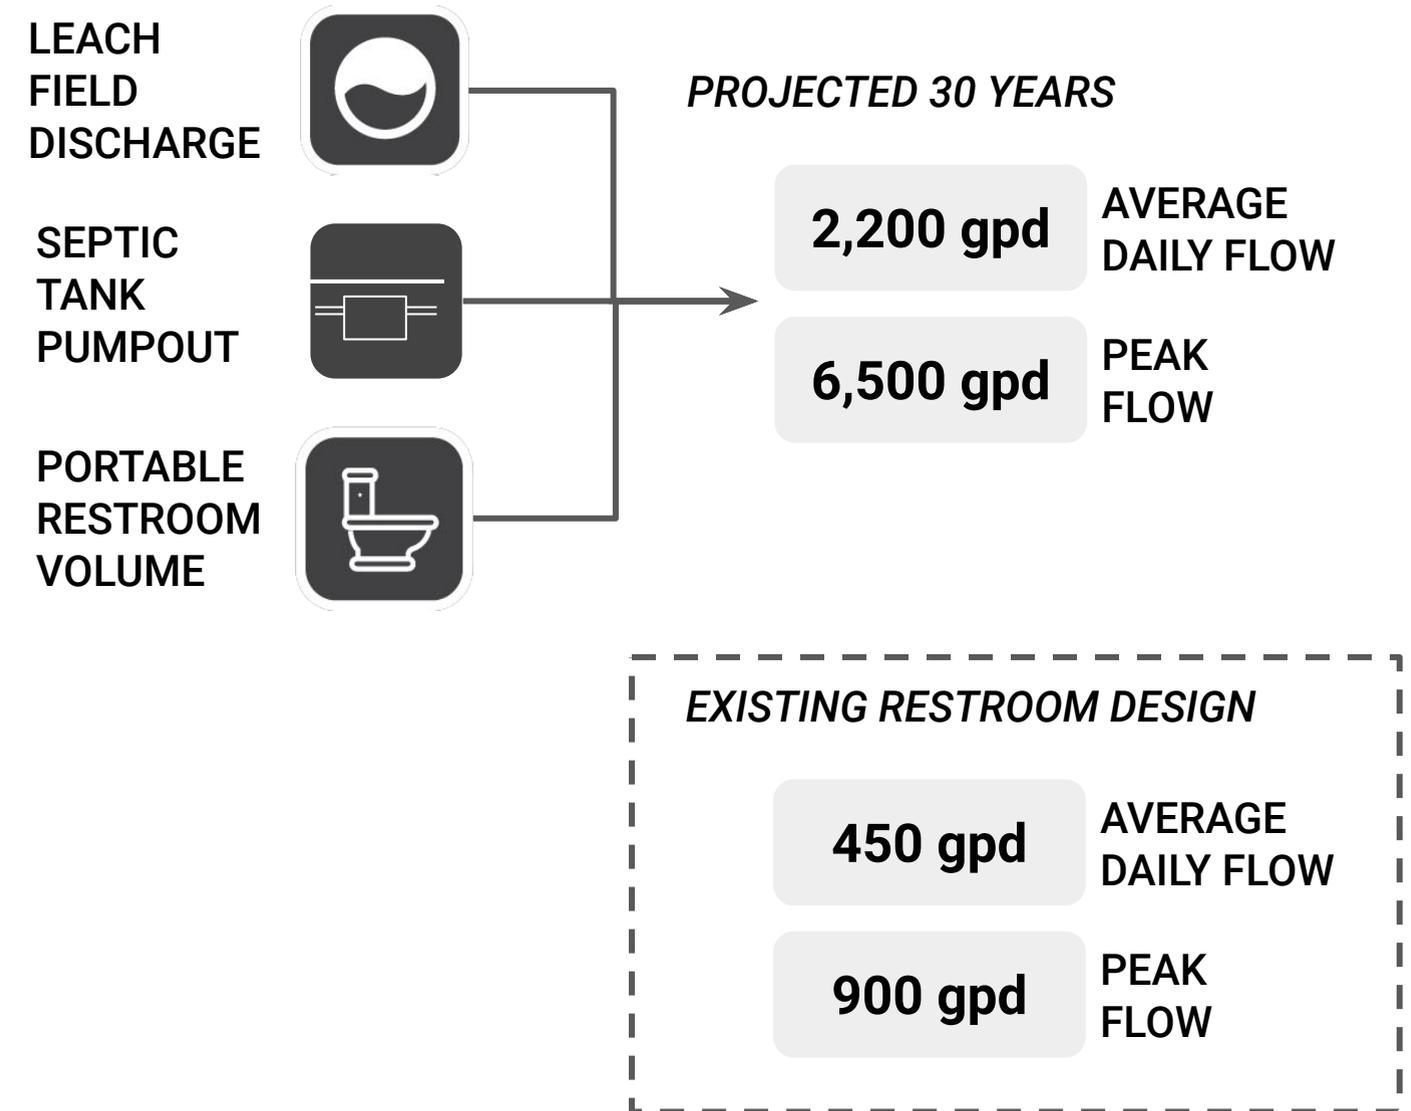 LEACH
FIELD
DISCHARGE
SEPTIC
TANK
PUMPOUT
PORTABLE
RESTROOM
VOLUME
PROJECTED 30 YEARS
2,200 gpd
AVERAGE
DAILY FLOW
6,500 gpd
PEAK
FLOW
EXISTING RESTROOM DESIGN
450 gpd
AVERAGE
DAILY FLOW
900 gpd
PEAK
FLOW